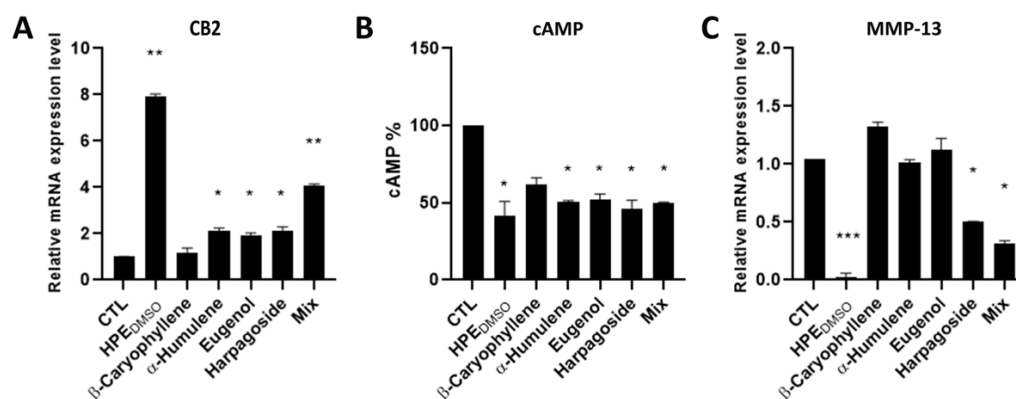 A
CB2
Relative mRNA expression level
10
8
6
4
2
0
**
*
*
*
**
CTL
HPEDMSO
β-Caryophyllene
α-Humulene
Eugenol
Harpagoside
Mix
B
cAMP
cAMP %
150
100
50
0
*
*
*
*
*
CTL
HPEDMSO
β-Caryophyllene
α-Humulene
Eugenol
Harpagoside
Mix
C
MMP-13
Relative mRNA expression level
2.0
1.5
1.0
0.5
0.0
***
*
*
CTL
HPEDMSO
β-Caryophyllene
α-Humulene
Eugenol
Harpagoside
Mix